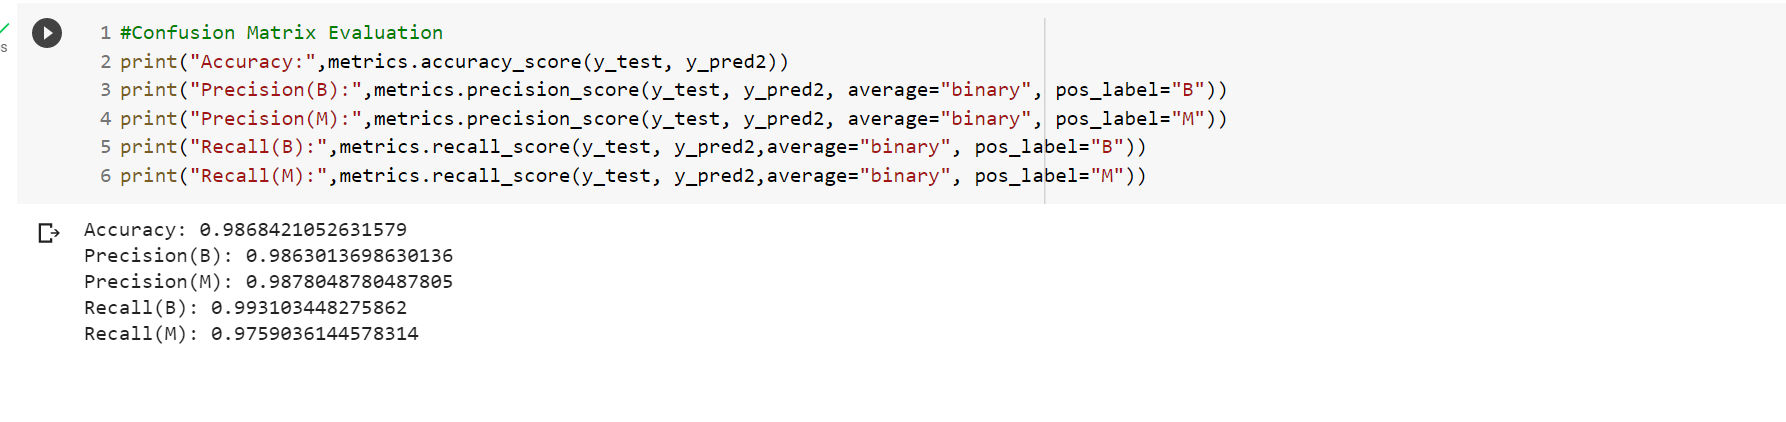 s
1 #Confusion Matrix Evaluation
2 print("Accuracy:",metrics.accuracy_score(y_test, y_pred2))
3 print("Precision(B):",metrics.precision_score(y_test, y_pred2, average="binary", pos_label="B"))
4 print("Precision(M):",metrics.precision_score(y_test, y_pred2, average="binary", pos_label="M"))
5 print("Recall(B):",metrics.recall_score(y_test, y_pred2,average="binary", pos_label="B"))
6 print("Recall(M):",metrics.recall_score(y_test, y_pred2,average="binary", pos_label="M"))
Accuracy: 0.9868421052631579
Precision(B): 0.9863013698630136
Precision(M): 0.9878048780487805
Recall(B): 0.993103448275862
Recall(M): 0.9759036144578314